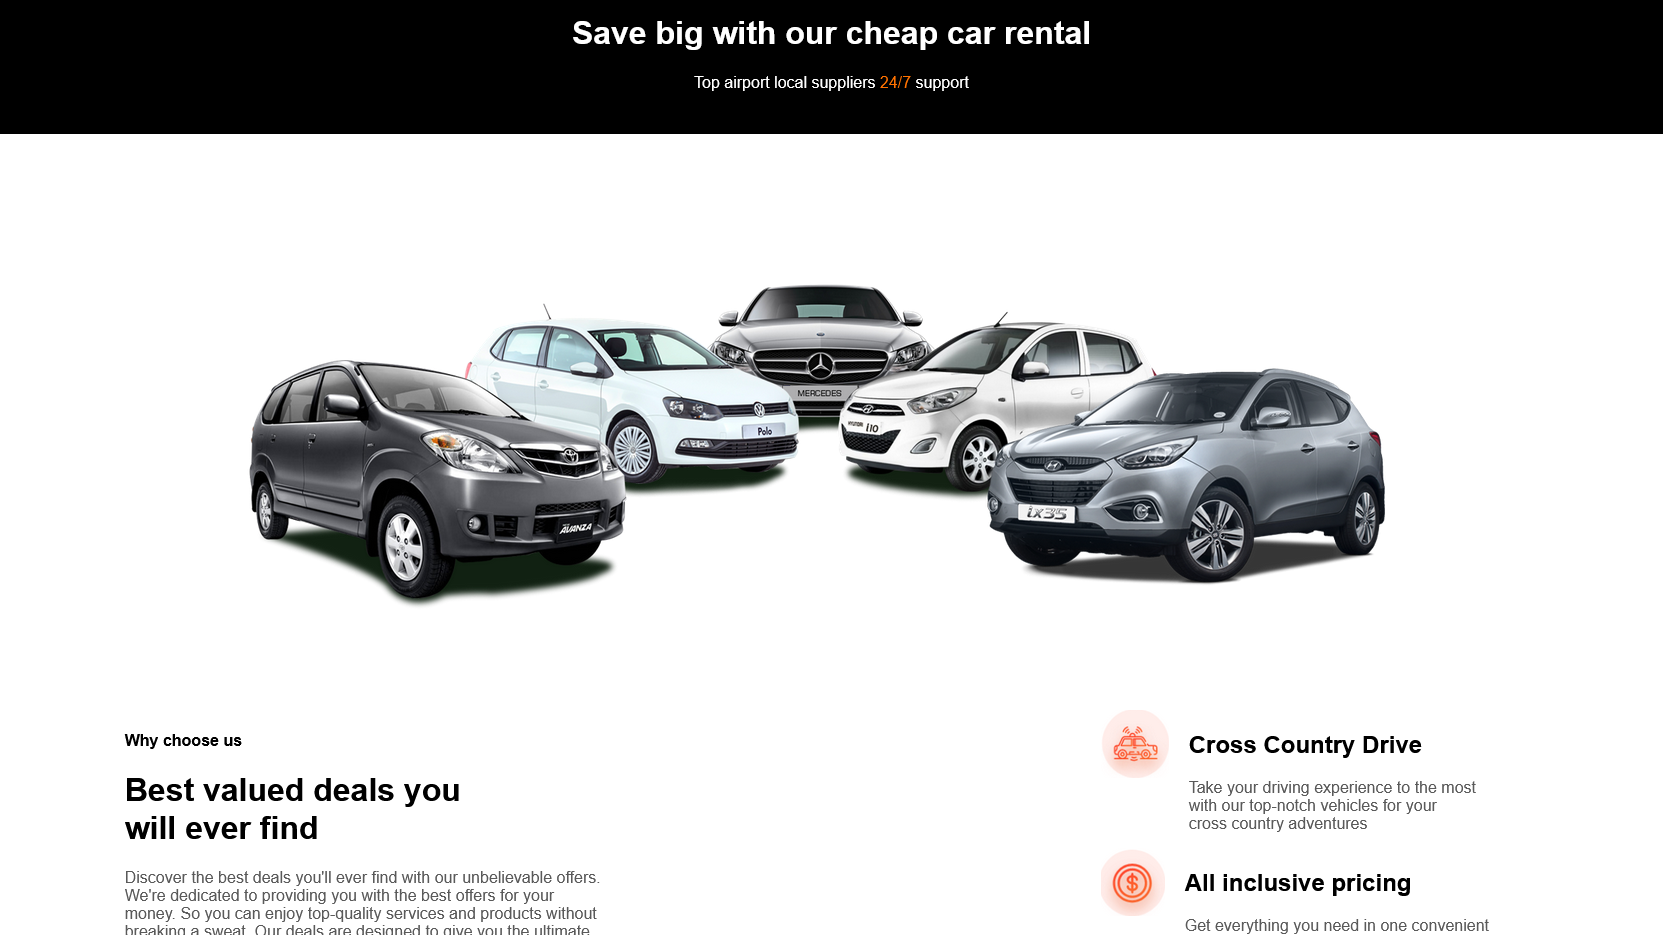 Save big with our cheap car rental
Top airport local suppliers 24/7 support
MERCEDES
Polo
HYUNDAI i10
AVANZA
ix35
Why choose us
Best valued deals you
will ever find
Discover the best deals you'll ever find with our unbelievable offers.
We're dedicated to providing you with the best offers for your
money. So you can enjoy top-quality services and products without
breaking a sweat. Our deals are designed to give you the ultimate
Cross Country Drive
Take your driving experience to the most
with our top-notch vehicles for your
cross country adventures
All inclusive pricing
Get everything you need in one convenient